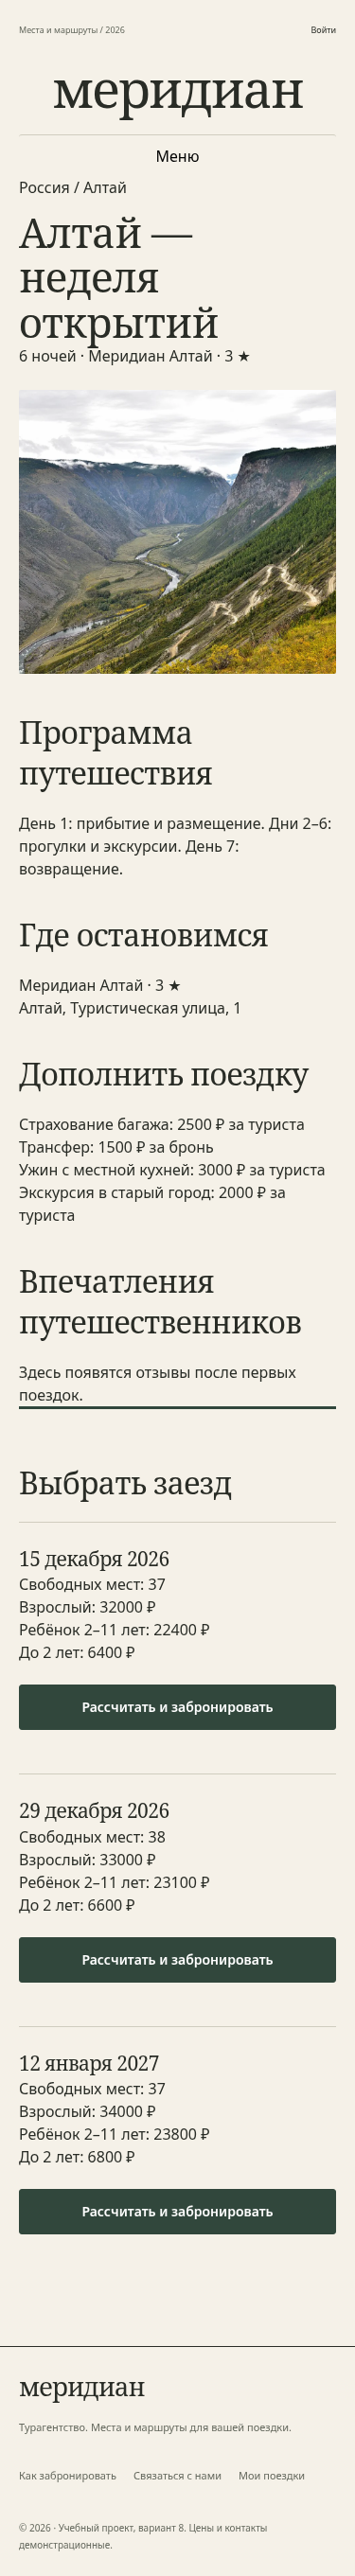 Места и маршруты / 2026
Войти
меридиан
Меню
Россия / Алтай
Алтай —
неделя
открытий
6 ночей · Меридиан Алтай · 3 ★
Программа
путешествия
День 1: прибытие и размещение. Дни 2–6:
прогулки и экскурсии. День 7:
возвращение.
Где остановимся
Меридиан Алтай · 3 ★
Алтай, Туристическая улица, 1
Дополнить поездку
Страхование багажа: 2500 ₽ за туриста
Трансфер: 1500 ₽ за бронь
Ужин с местной кухней: 3000 ₽ за туриста
Экскурсия в старый город: 2000 ₽ за
туриста
Впечатления
путешественников
Здесь появятся отзывы после первых
поездок.
Выбрать заезд
15 декабря 2026
Свободных мест: 37
Взрослый: 32000 ₽
Ребёнок 2–11 лет: 22400 ₽
До 2 лет: 6400 ₽
Рассчитать и забронировать
29 декабря 2026
Свободных мест: 38
Взрослый: 33000 ₽
Ребёнок 2–11 лет: 23100 ₽
До 2 лет: 6600 ₽
Рассчитать и забронировать
12 января 2027
Свободных мест: 37
Взрослый: 34000 ₽
Ребёнок 2–11 лет: 23800 ₽
До 2 лет: 6800 ₽
Рассчитать и забронировать
меридиан
Турагентство. Места и маршруты для вашей поездки.
Как забронировать Связаться с нами Мои поездки
© 2026 · Учебный проект, вариант 8. Цены и контакты
демонстрационные.